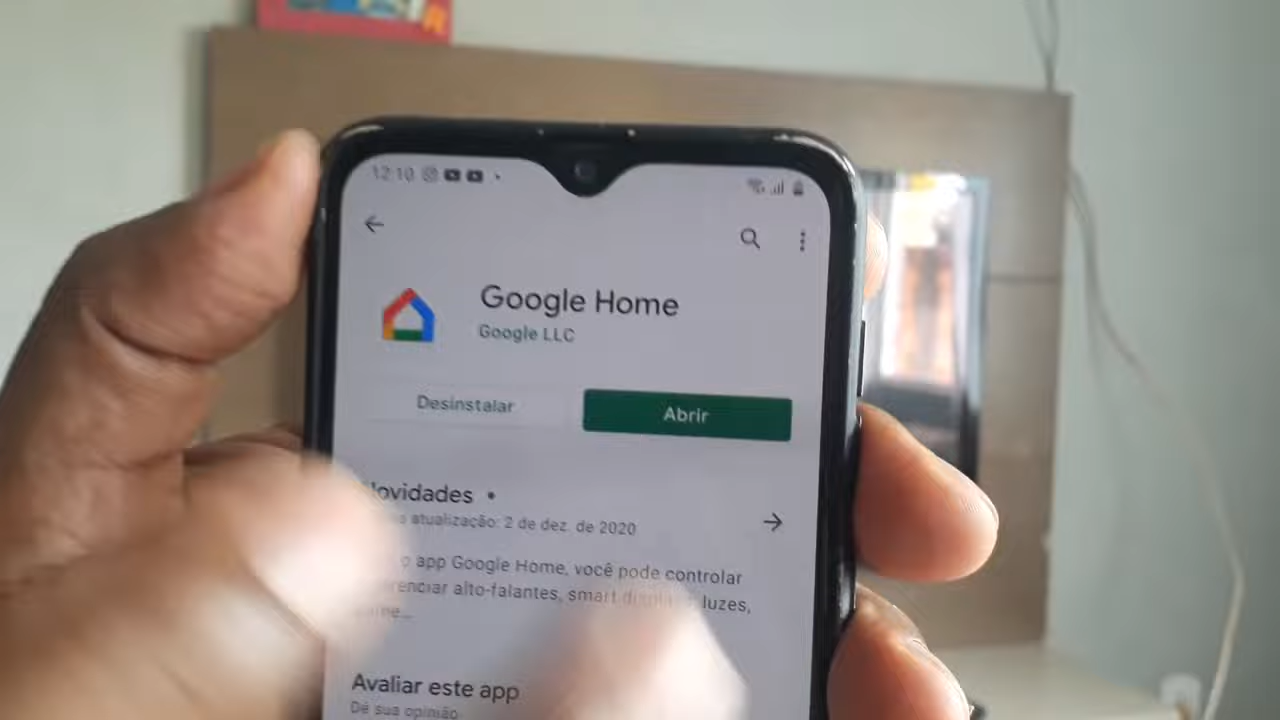 12:10
Google Home
Google LLC
Desinstalar
Abrir
Novidades •
atualização: 2 de dez. de 2020
app Google Home, você pode controlar
alto-falantes, smart luzes,
Avaliar este app
Dê sua opinião